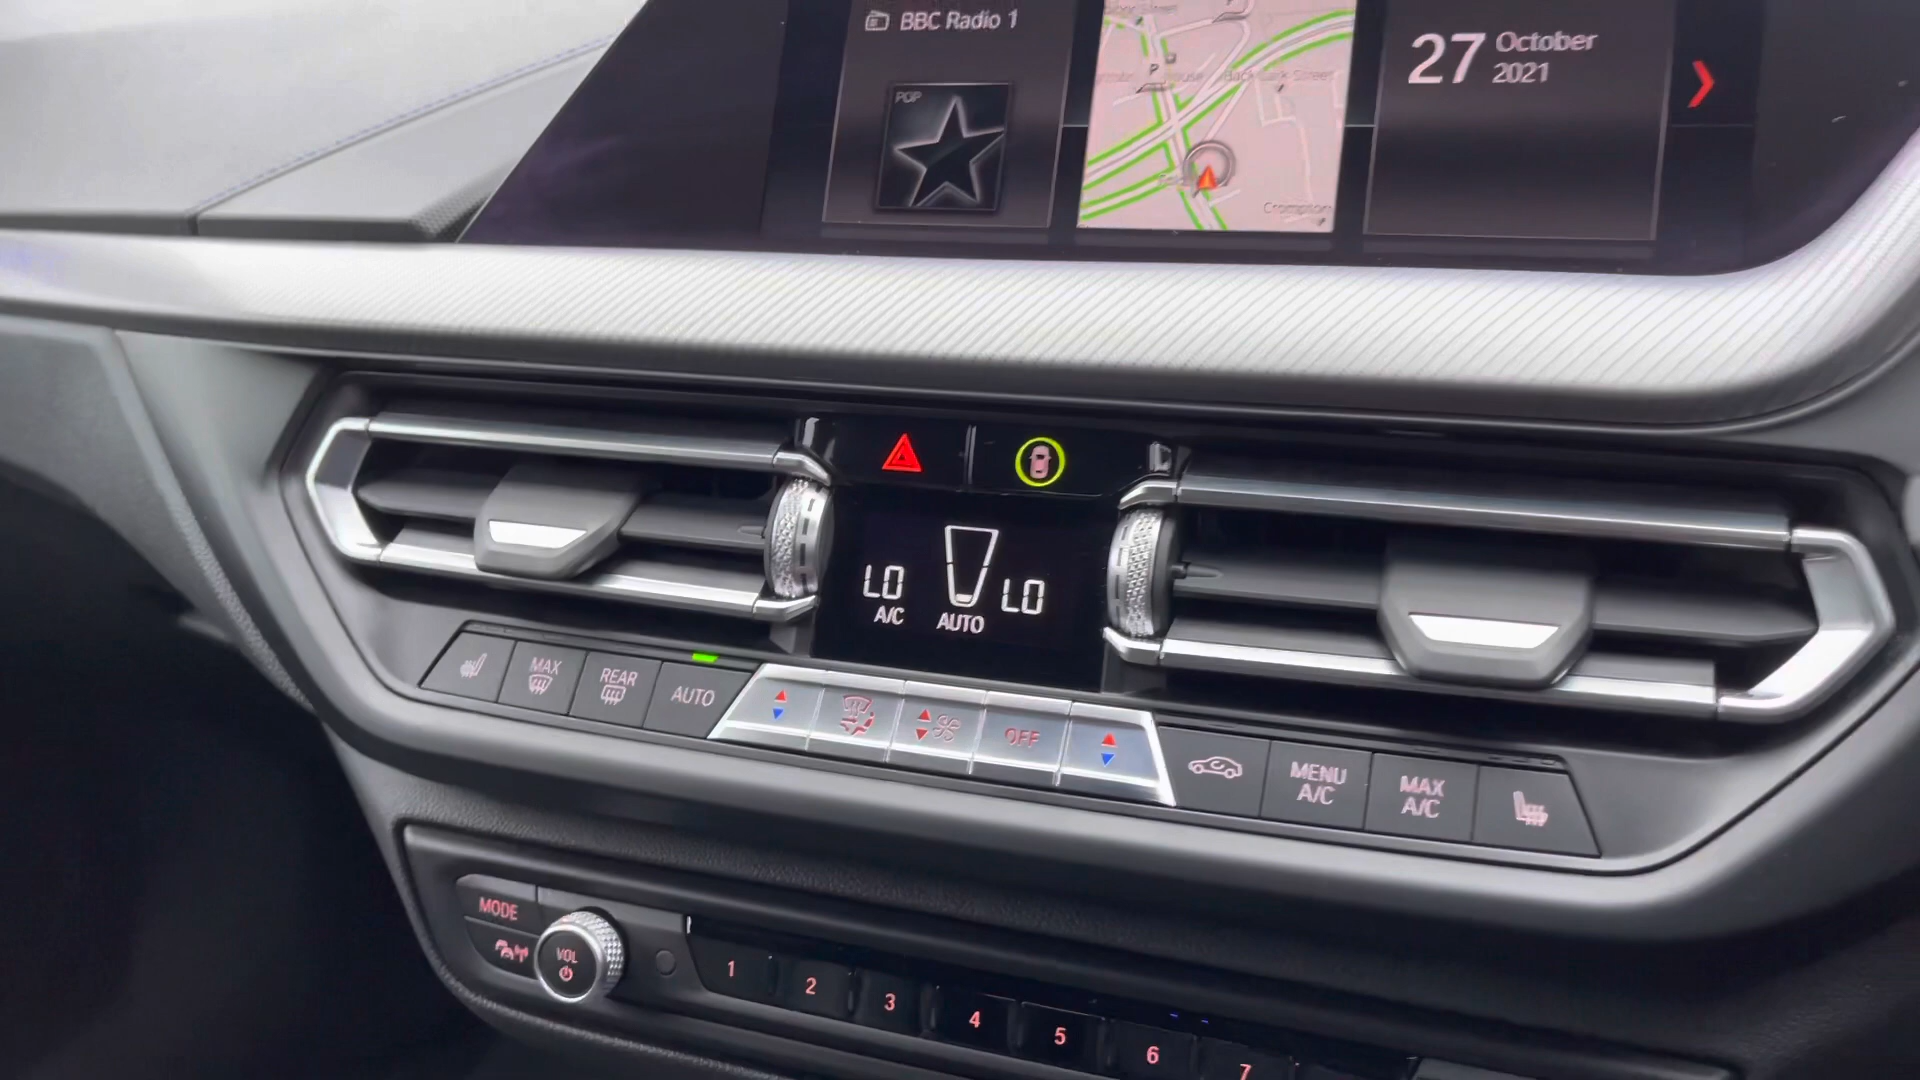 BBC Radio 1
POP
Back Bark Street
Crompton
27
October
2021
LO
A/C
AUTO
LO
MAX
REAR
AUTO
OFF
MENU
A/C
MAX
A/C
MODE
VOL
1
2
3
4
5
6
7